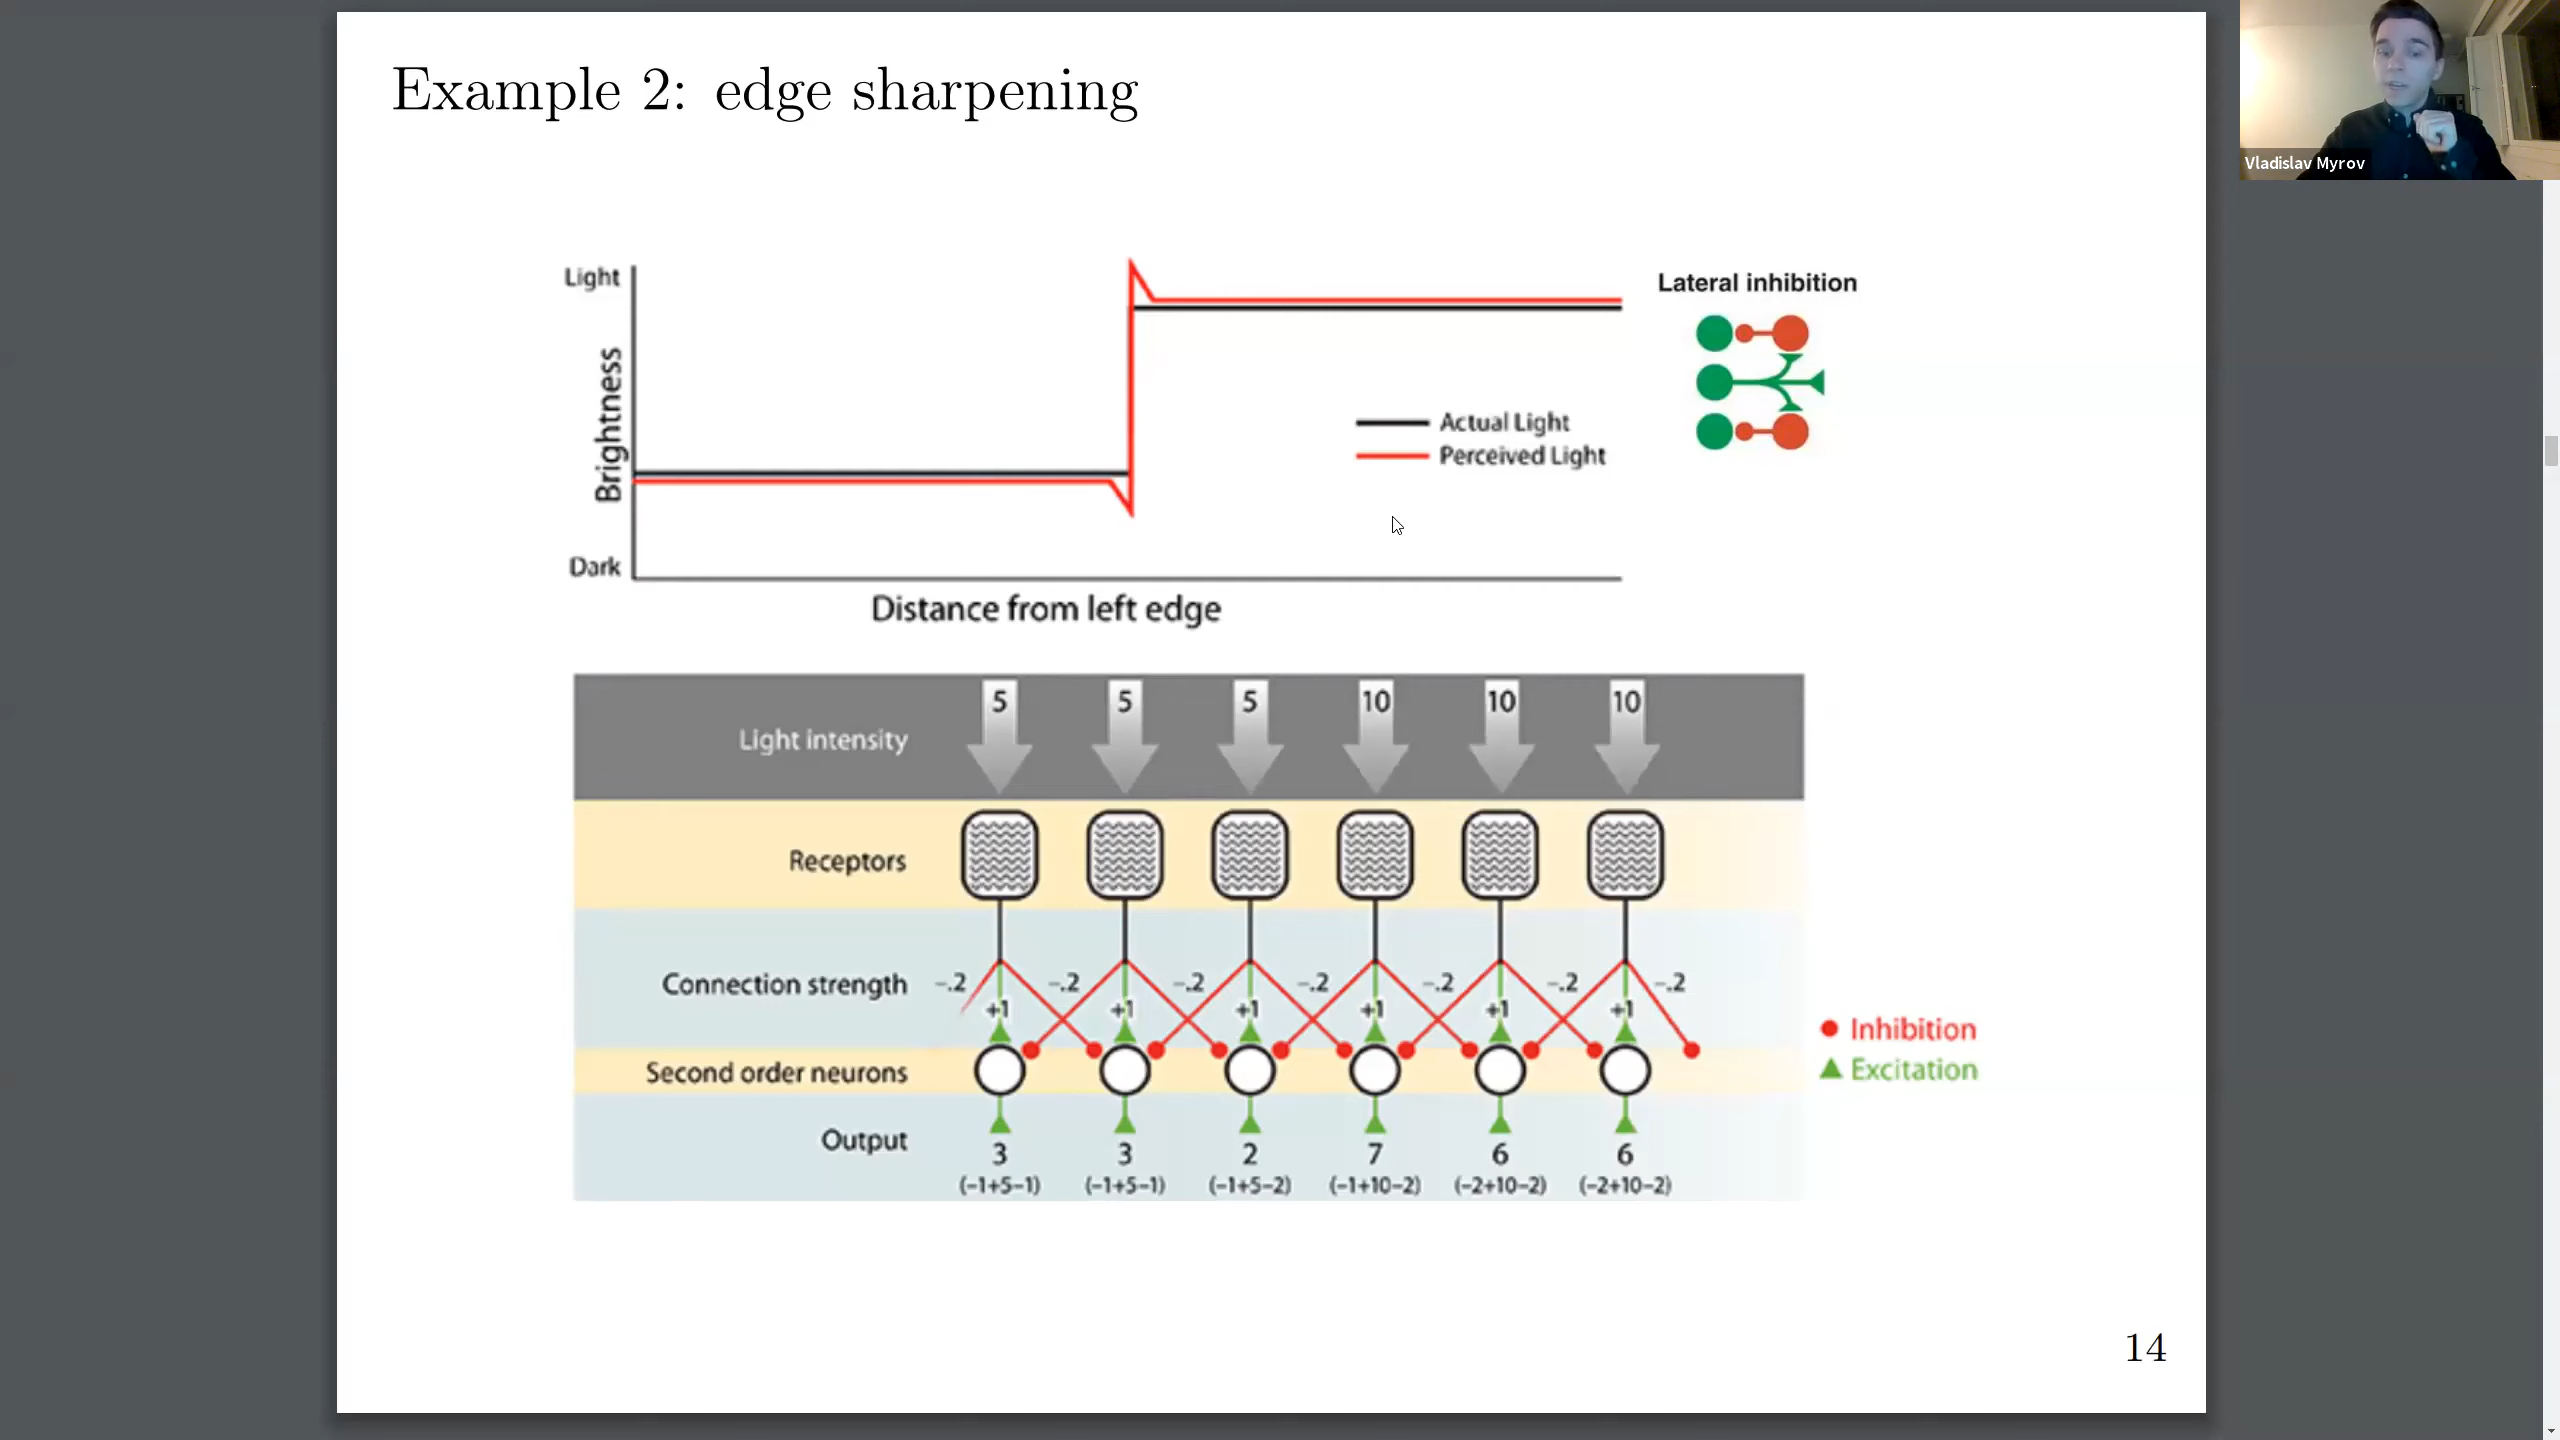 Example 2: edge sharpening
Vladislav Myrov
Light
Brightness
Dark
Actual Light
Perceived Light
Distance from left edge
Lateral inhibition
5 5 5 10 10 10
Light intensity
Receptors
Connection strength
–.2 –.2 –.2 –.2 –.2 –.2 –.2
+1 +1 +1 +1 +1 +1
Inhibition
Excitation
Second order neurons
Output
3 3 2 7 6 6
(–1+5–1) (–1+5–1) (–1+5–2) (–1+10–2) (–2+10–2) (–2+10–2)
14